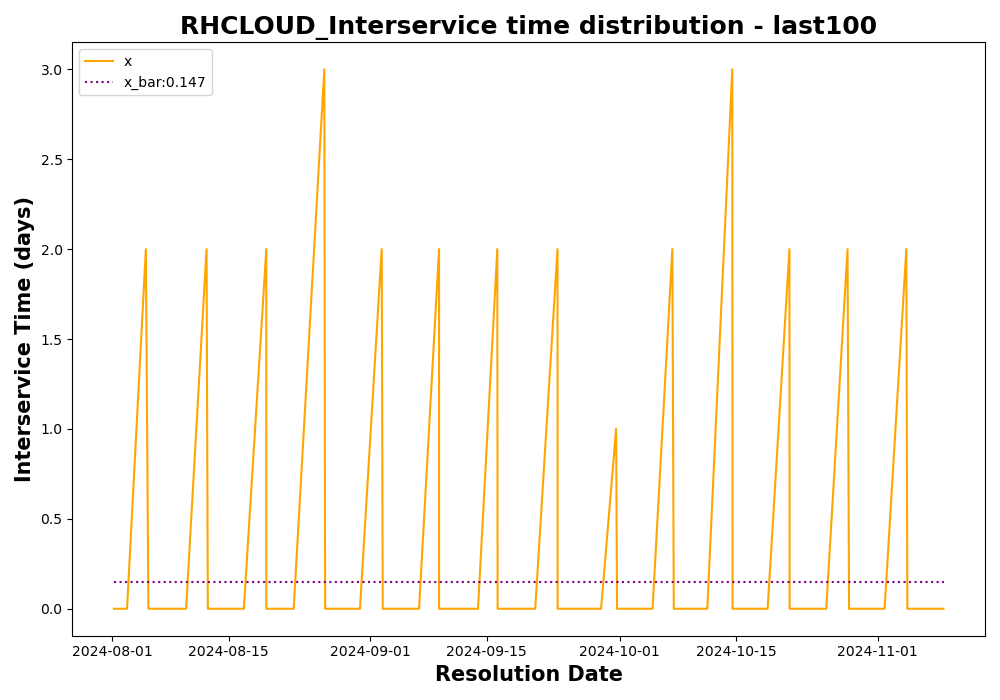 RHCLOUD_Interservice time distribution - last100
x
x_bar:0.147
Interservice Time (days)
3.0
2.5
2.0
1.5
1.0
0.5
0.0
2024-08-01
2024-08-15
2024-09-01
2024-09-15
2024-10-01
2024-10-15
2024-11-01
Resolution Date